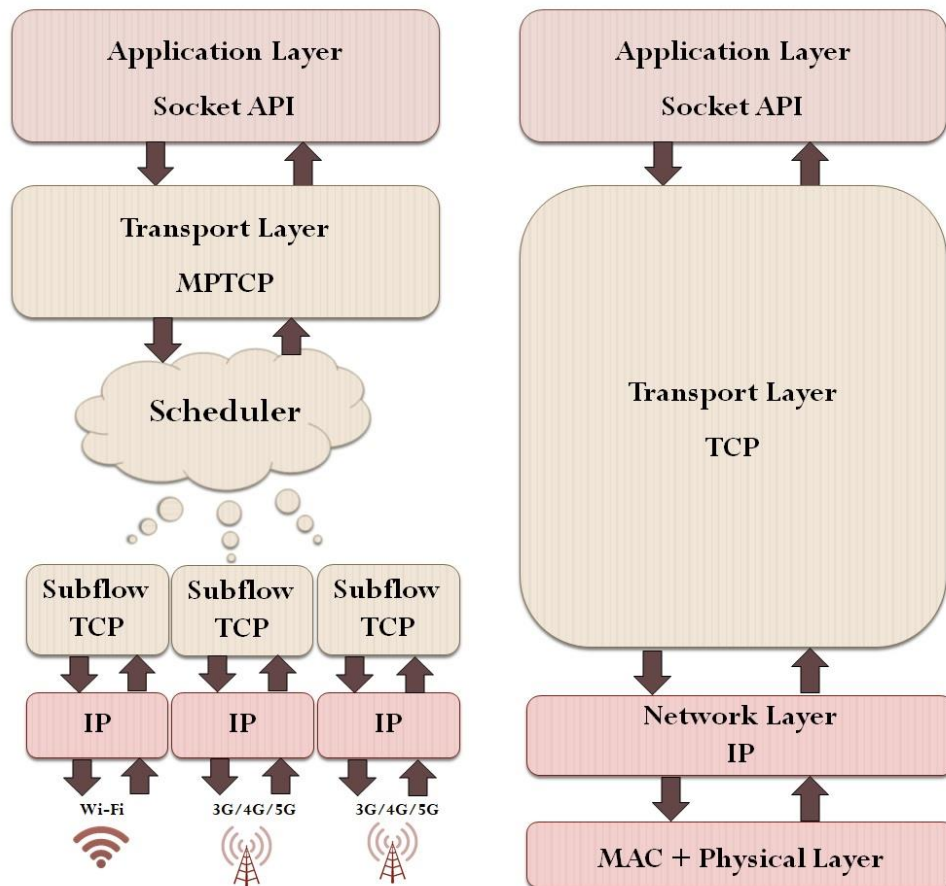 Application Layer
Socket API
Transport Layer
MPTCP
Scheduler
Subflow
TCP
Subflow
TCP
Subflow
TCP
IP
IP
IP
Wi-Fi
3G/4G/5G
3G/4G/5G
Application Layer
Socket API
Transport Layer
TCP
Network Layer
IP
MAC + Physical Layer